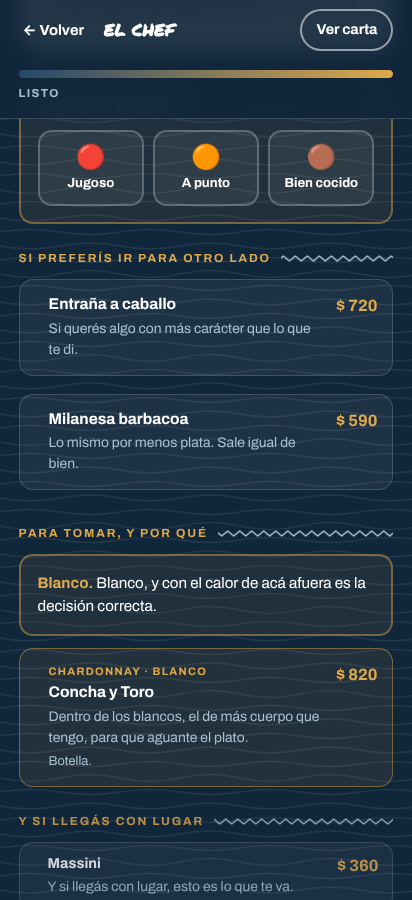 ← Volver
EL CHEF
Ver carta
LISTO
Jugoso
A punto
Bien cocido
SI PREFERÍS IR PARA OTRO LADO
Entraña a caballo
$ 720
Si querés algo con más carácter que lo que
te di.
Milanesa barbacoa
$ 590
Lo mismo por menos plata. Sale igual de
bien.
PARA TOMAR, Y POR QUÉ
Blanco. Blanco, y con el calor de acá afuera es la
decisión correcta.
CHARDONNAY · BLANCO
$ 820
Concha y Toro
Dentro de los blancos, el de más cuerpo que
tengo, para que aguante el plato.
Botella.
Y SI LLEGÁS CON LUGAR
Massini
$ 360
Y si llegás con lugar, esto es lo que te va.